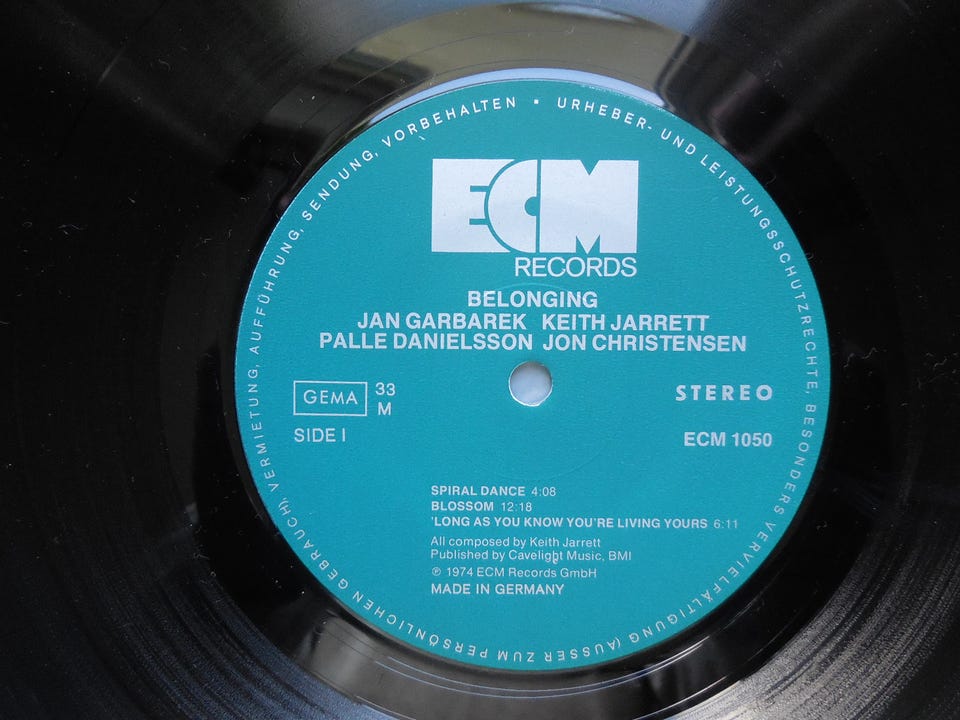 URHEBER- UND LEISTUNGSSCHUTZRECHTE, BESONDERS VERVIELFÄLTIGUNG (AUSSER ZUM PERSÖNLICHEN GEBRAUCH), VERMIETUNG, AUFFÜHRUNG, SENDUNG, VORBEHALTEN ▪
ECM
RECORDS
BELONGING
JAN GARBAREK KEITH JARRETT
PALLE DANIELSSON JON CHRISTENSEN
GEMA 33 STEREO
M
SIDE I ECM 1050
SPIRAL DANCE 4:08
BLOSSOM 12:18
'LONG AS YOU KNOW YOU'RE LIVING YOURS 6:11
All composed by Keith Jarrett
Published by Cavelight Music, BMI
℗ 1974 ECM Records GmbH
MADE IN GERMANY